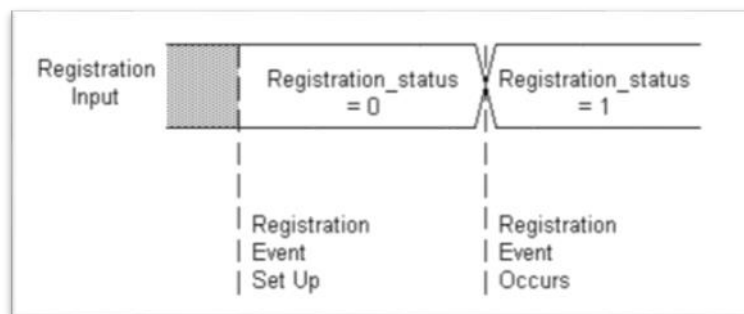 Registration
Input
Registration_status
= 0
Registration_status
= 1
Registration
Event
Set Up
Registration
Event
Occurs